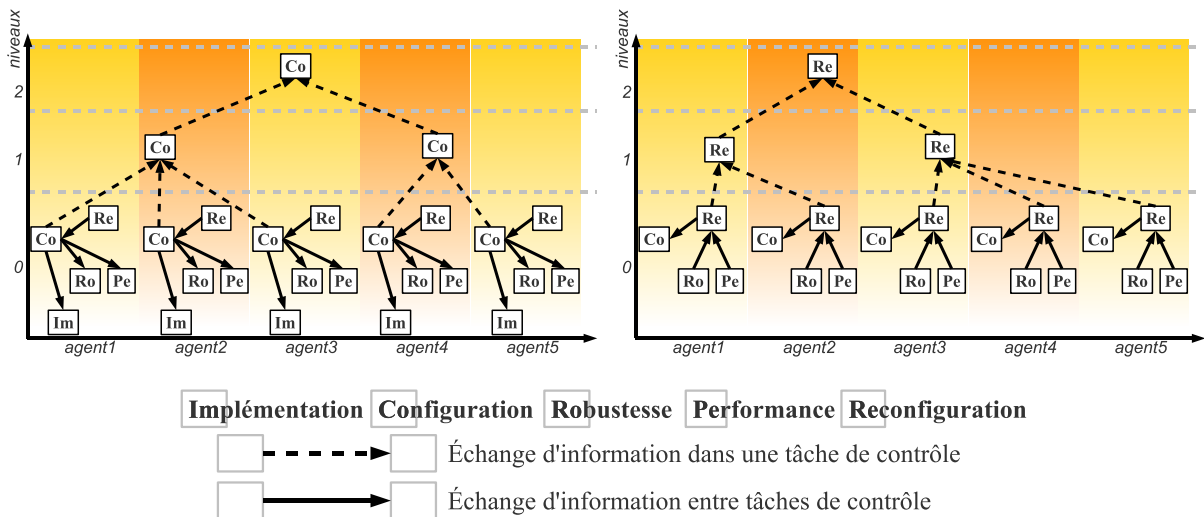 niveaux
2
1
0
Co
Co
Co
Re
Re
Re
Re
Re
Co
Co
Co
Co
Co
Ro
Pe
Ro
Pe
Ro
Pe
Ro
Pe
Ro
Pe
Im
Im
Im
Im
Im
agent1
agent2
agent3
agent4
agent5
niveaux
2
1
0
Re
Re
Re
Re
Re
Re
Re
Re
Co
Co
Co
Co
Co
Ro
Pe
Ro
Pe
Ro
Pe
Ro
Pe
Ro
Pe
agent1
agent2
agent3
agent4
agent5
Implémentation Configuration Robustesse Performance Reconfiguration
Échange d'information dans une tâche de contrôle
Échange d'information entre tâches de contrôle